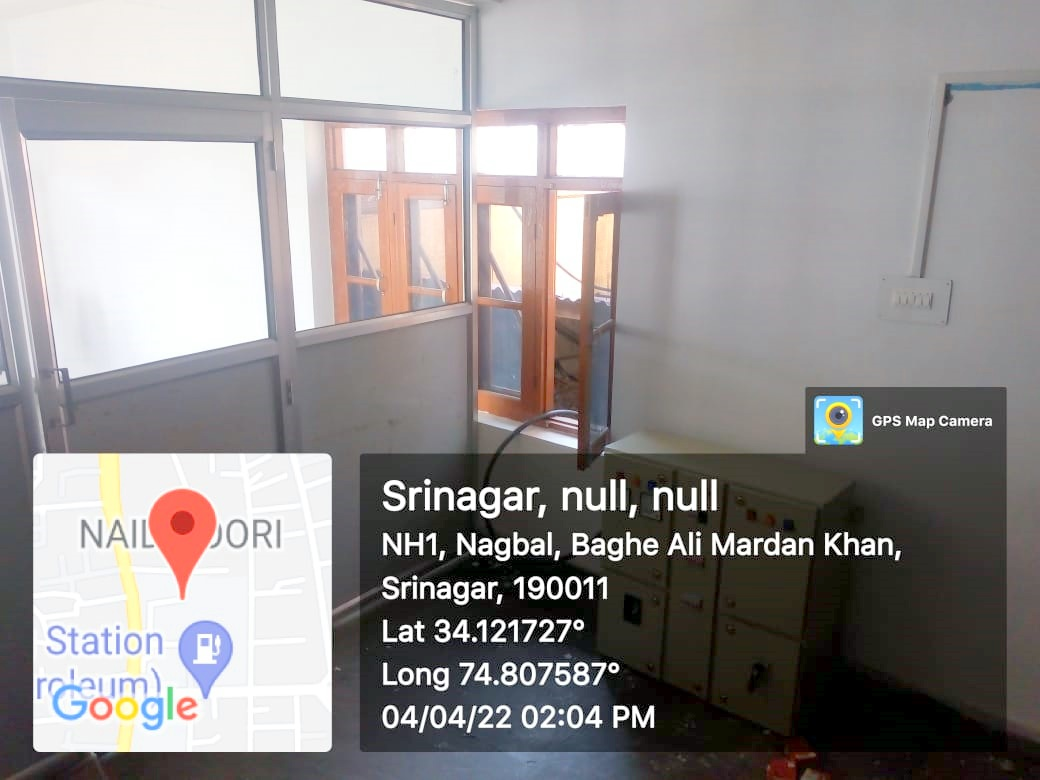 GPS Map Camera
Srinagar, null, null
NH1, Nagbal, Baghe Ali Mardan Khan,
Srinagar, 190011
Lat 34.121727°
Long 74.807587°
04/04/22 02:04 PM
Station
roleum)
Google